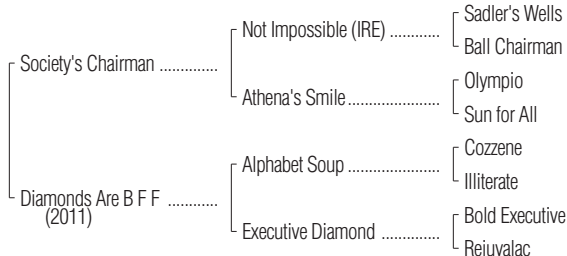 Sadler's Wells
Not Impossible (IRE) ............
Ball Chairman
Society's Chairman .............
Olympio
Athena's Smile.....................
Sun for All
Cozzene
Alphabet Soup .....................
Illiterate
Diamonds Are B F F ...........
(2011)
Bold Executive
Executive Diamond ..............
Rejuvalac